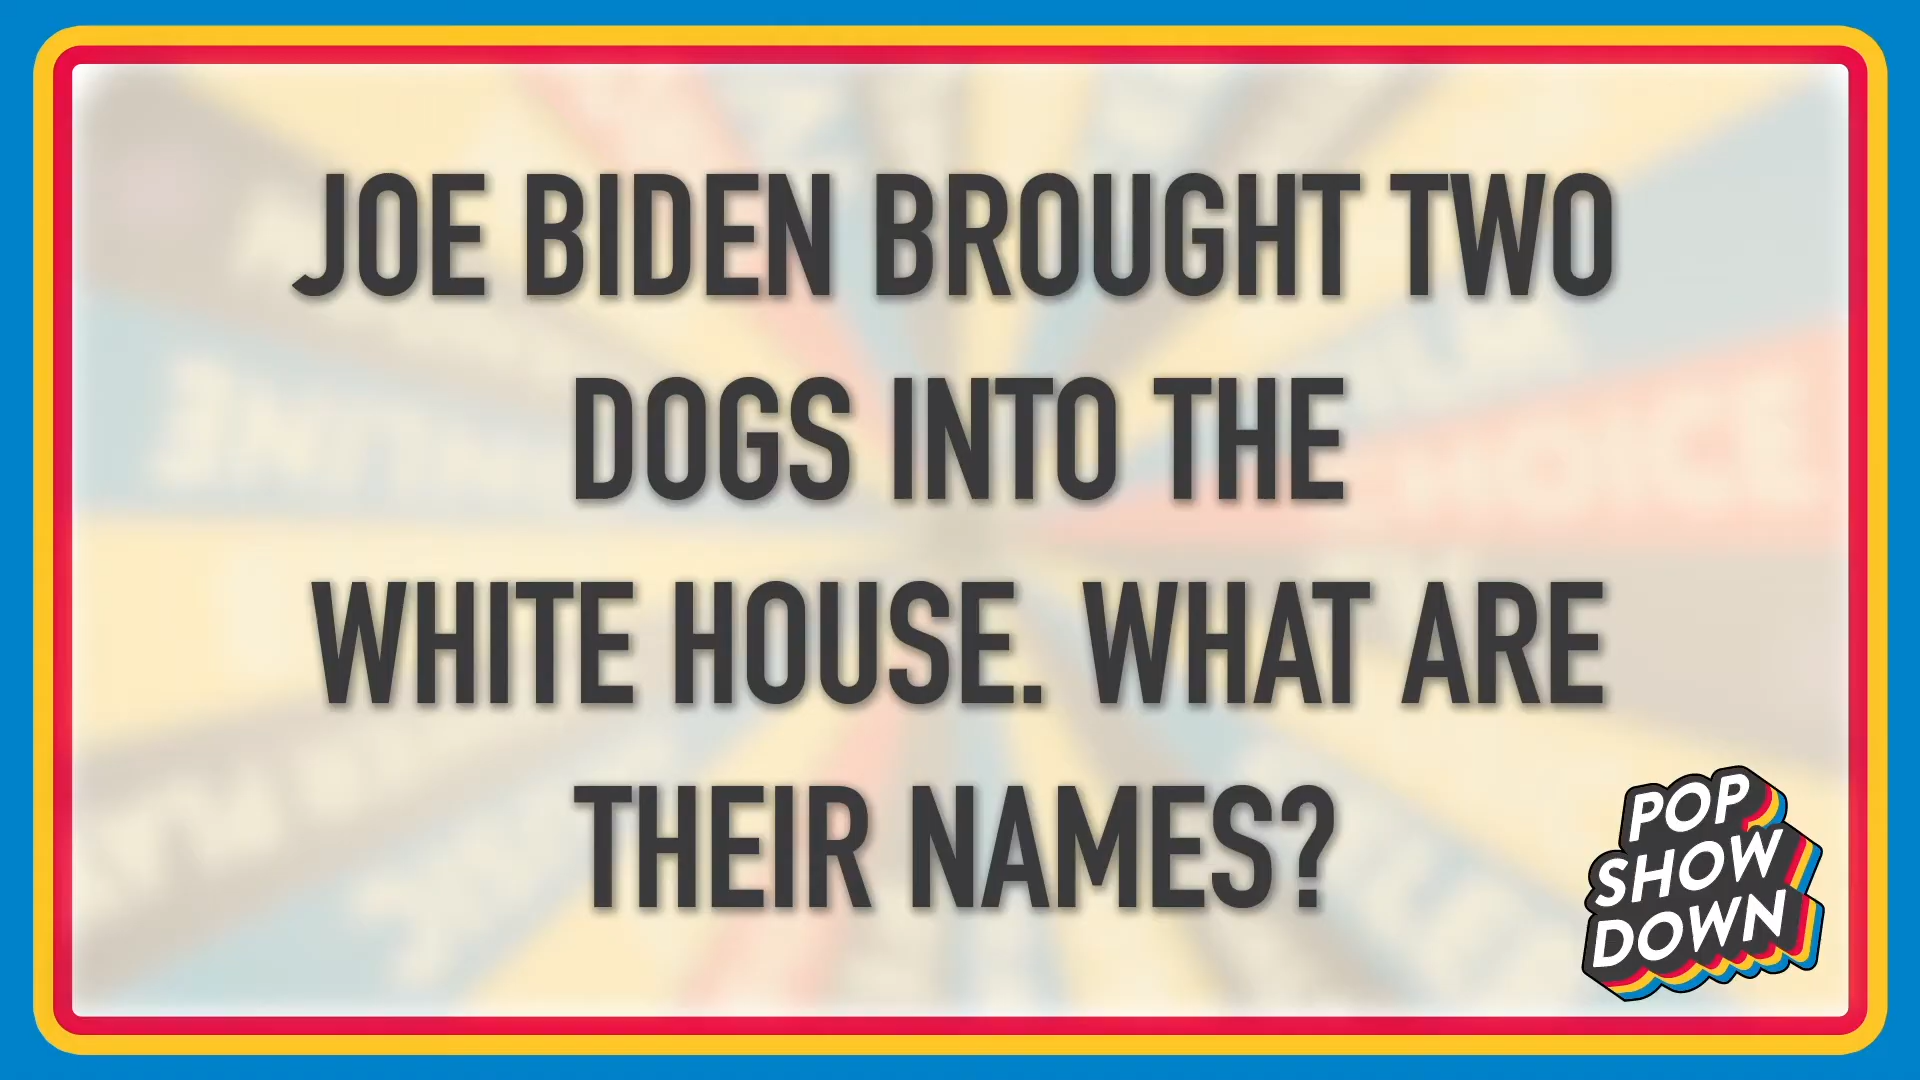 JOE BIDEN BROUGHT TWO
DOGS INTO THE
WHITE HOUSE. WHAT ARE
THEIR NAMES?
POP
SHOW
DOWN